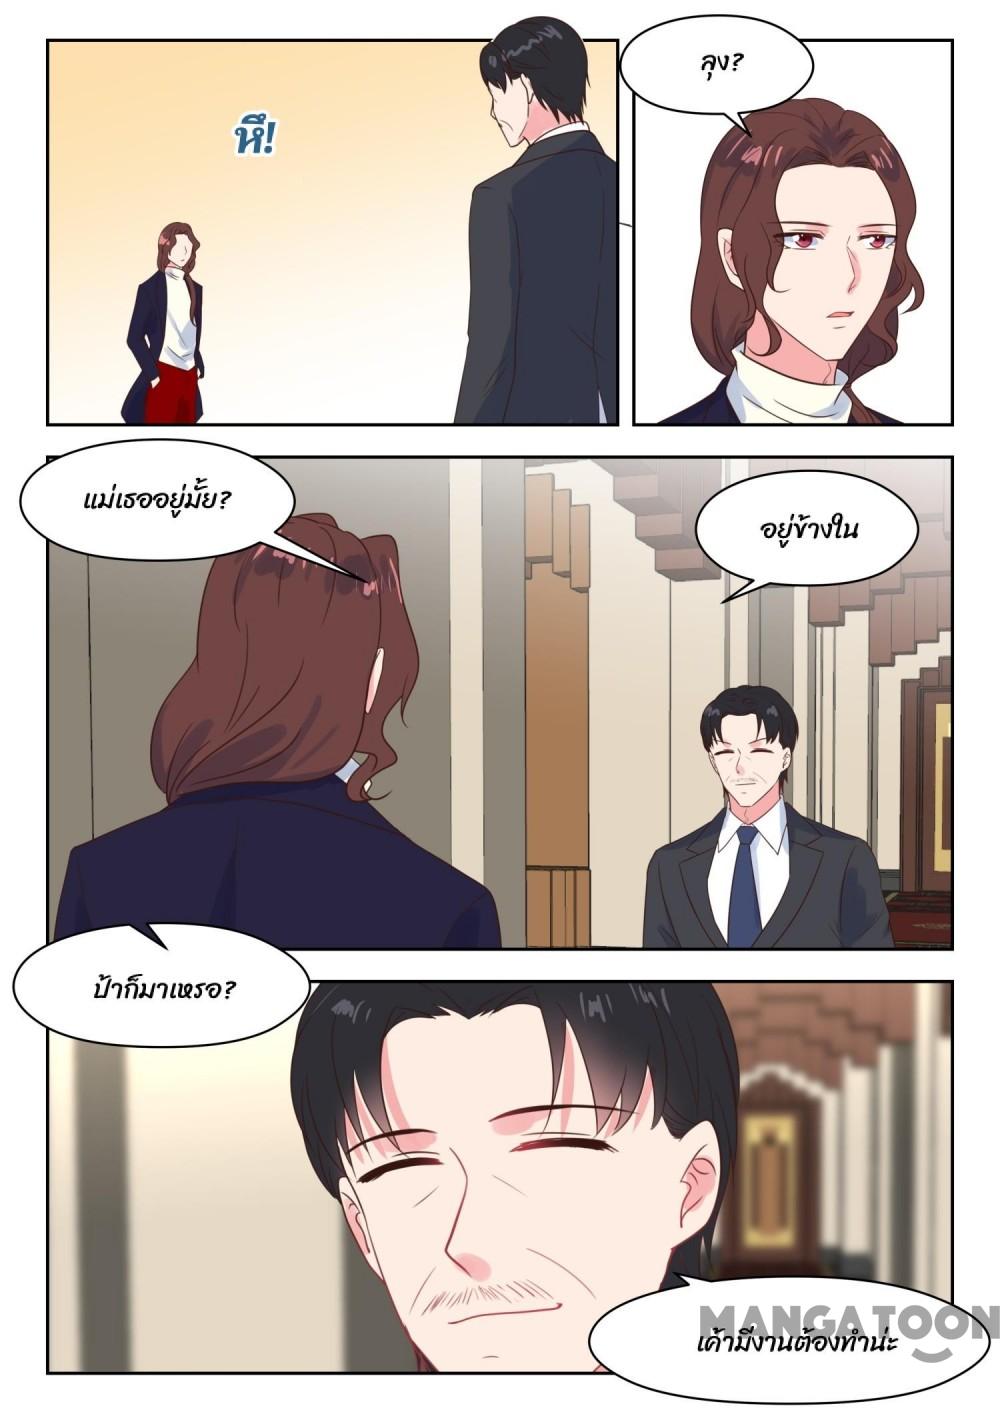 หึ!
ลุง?
แม่เธออยู่มั้ย?
อยู่ข้างใน
ป้าก็มาเหรอ?
เค้ามีงานต้องทำน่ะ
MANGATOON